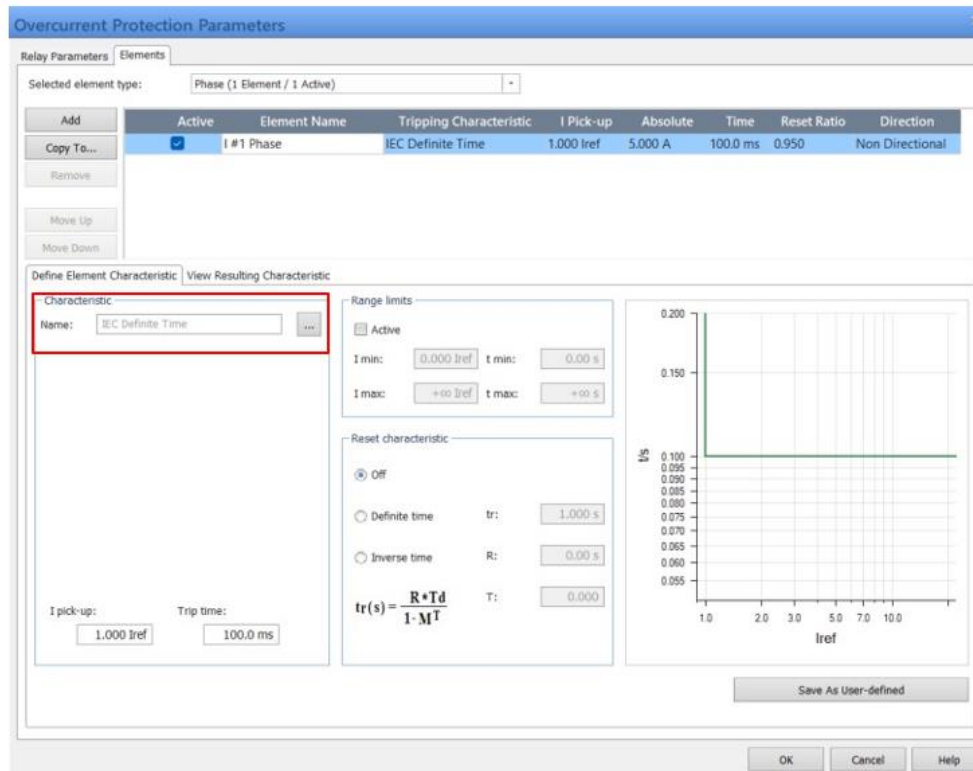 Overcurrent Protection Parameters
Relay Parameters Elements
Selected element type: Phase (1 Element / 1 Active)
Add
Copy To...
Remove
Move Up
Move Down
Active Element Name Tripping Characteristic I Pick-up Absolute Time Reset Ratio Direction
I #1 Phase IEC Definite Time 1.000 Iref 5.000 A 100.0 ms 0.950 Non Directional
Define Element Characteristic View Resulting Characteristic
Characteristic
Name: IEC Definite Time ...
I pick-up: Trip time:
1.000 Iref 100.0 ms
Range limits
Active
I min: 0.000 Iref t min: 0.00 s
I max: +∞ Iref t max: +∞ s
Reset characteristic
Off
Definite time tr: 1.000 s
Inverse time R: 0.00 s
T: 0.000
tr(s) = R*Td / 1-M^T
0.200
0.150
0.100
0.095
0.090
0.085
0.080
0.075
0.070
0.065
0.060
0.055
t/s
1.0 2.0 3.0 5.0 7.0 10.0
Iref
Save As User-defined
OK Cancel Help